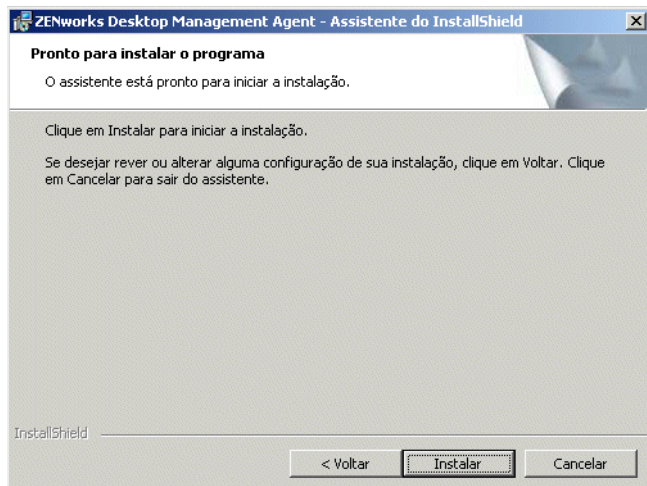 ZENworks Desktop Management Agent - Assistente do InstallShield
Pronto para instalar o programa
O assistente está pronto para iniciar a instalação.
Clique em Instalar para iniciar a instalação.
Se desejar rever ou alterar alguma configuração de sua instalação, clique em Voltar. Clique
em Cancelar para sair do assistente.
InstallShield
< Voltar
Instalar
Cancelar